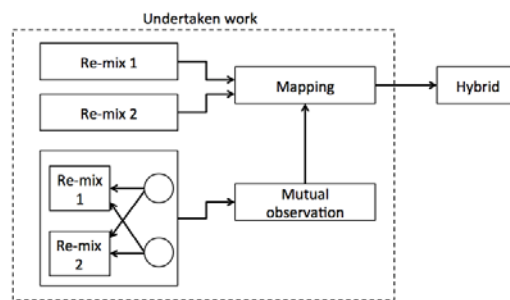 Undertaken work
Re-mix 1
Re-mix 2
Mapping
Hybrid
Re-mix
1
Re-mix
2
Mutual
observation